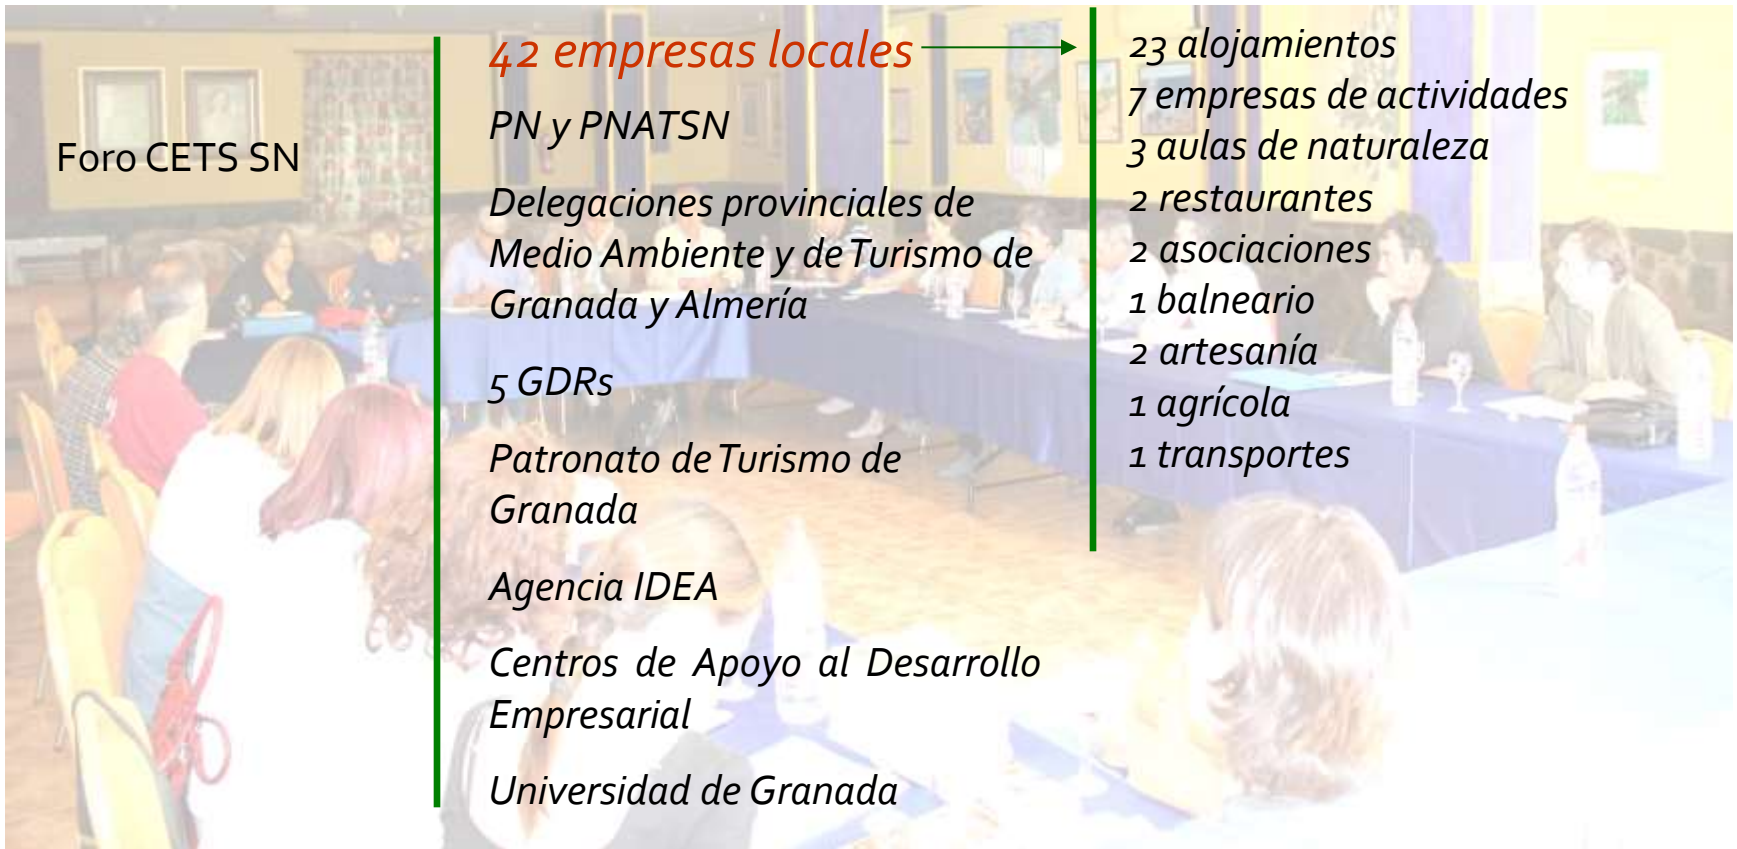 Foro CETS SN
42 empresas locales
PN y PNATSN
Delegaciones provinciales de
Medio Ambiente y de Turismo de
Granada y Almería
5 GDRs
Patronato de Turismo de
Granada
Agencia IDEA
Centros de Apoyo al Desarrollo
Empresarial
Universidad de Granada
23 alojamientos
7 empresas de actividades
3 aulas de naturaleza
2 restaurantes
2 asociaciones
1 balneario
2 artesanía
1 agrícola
1 transportes